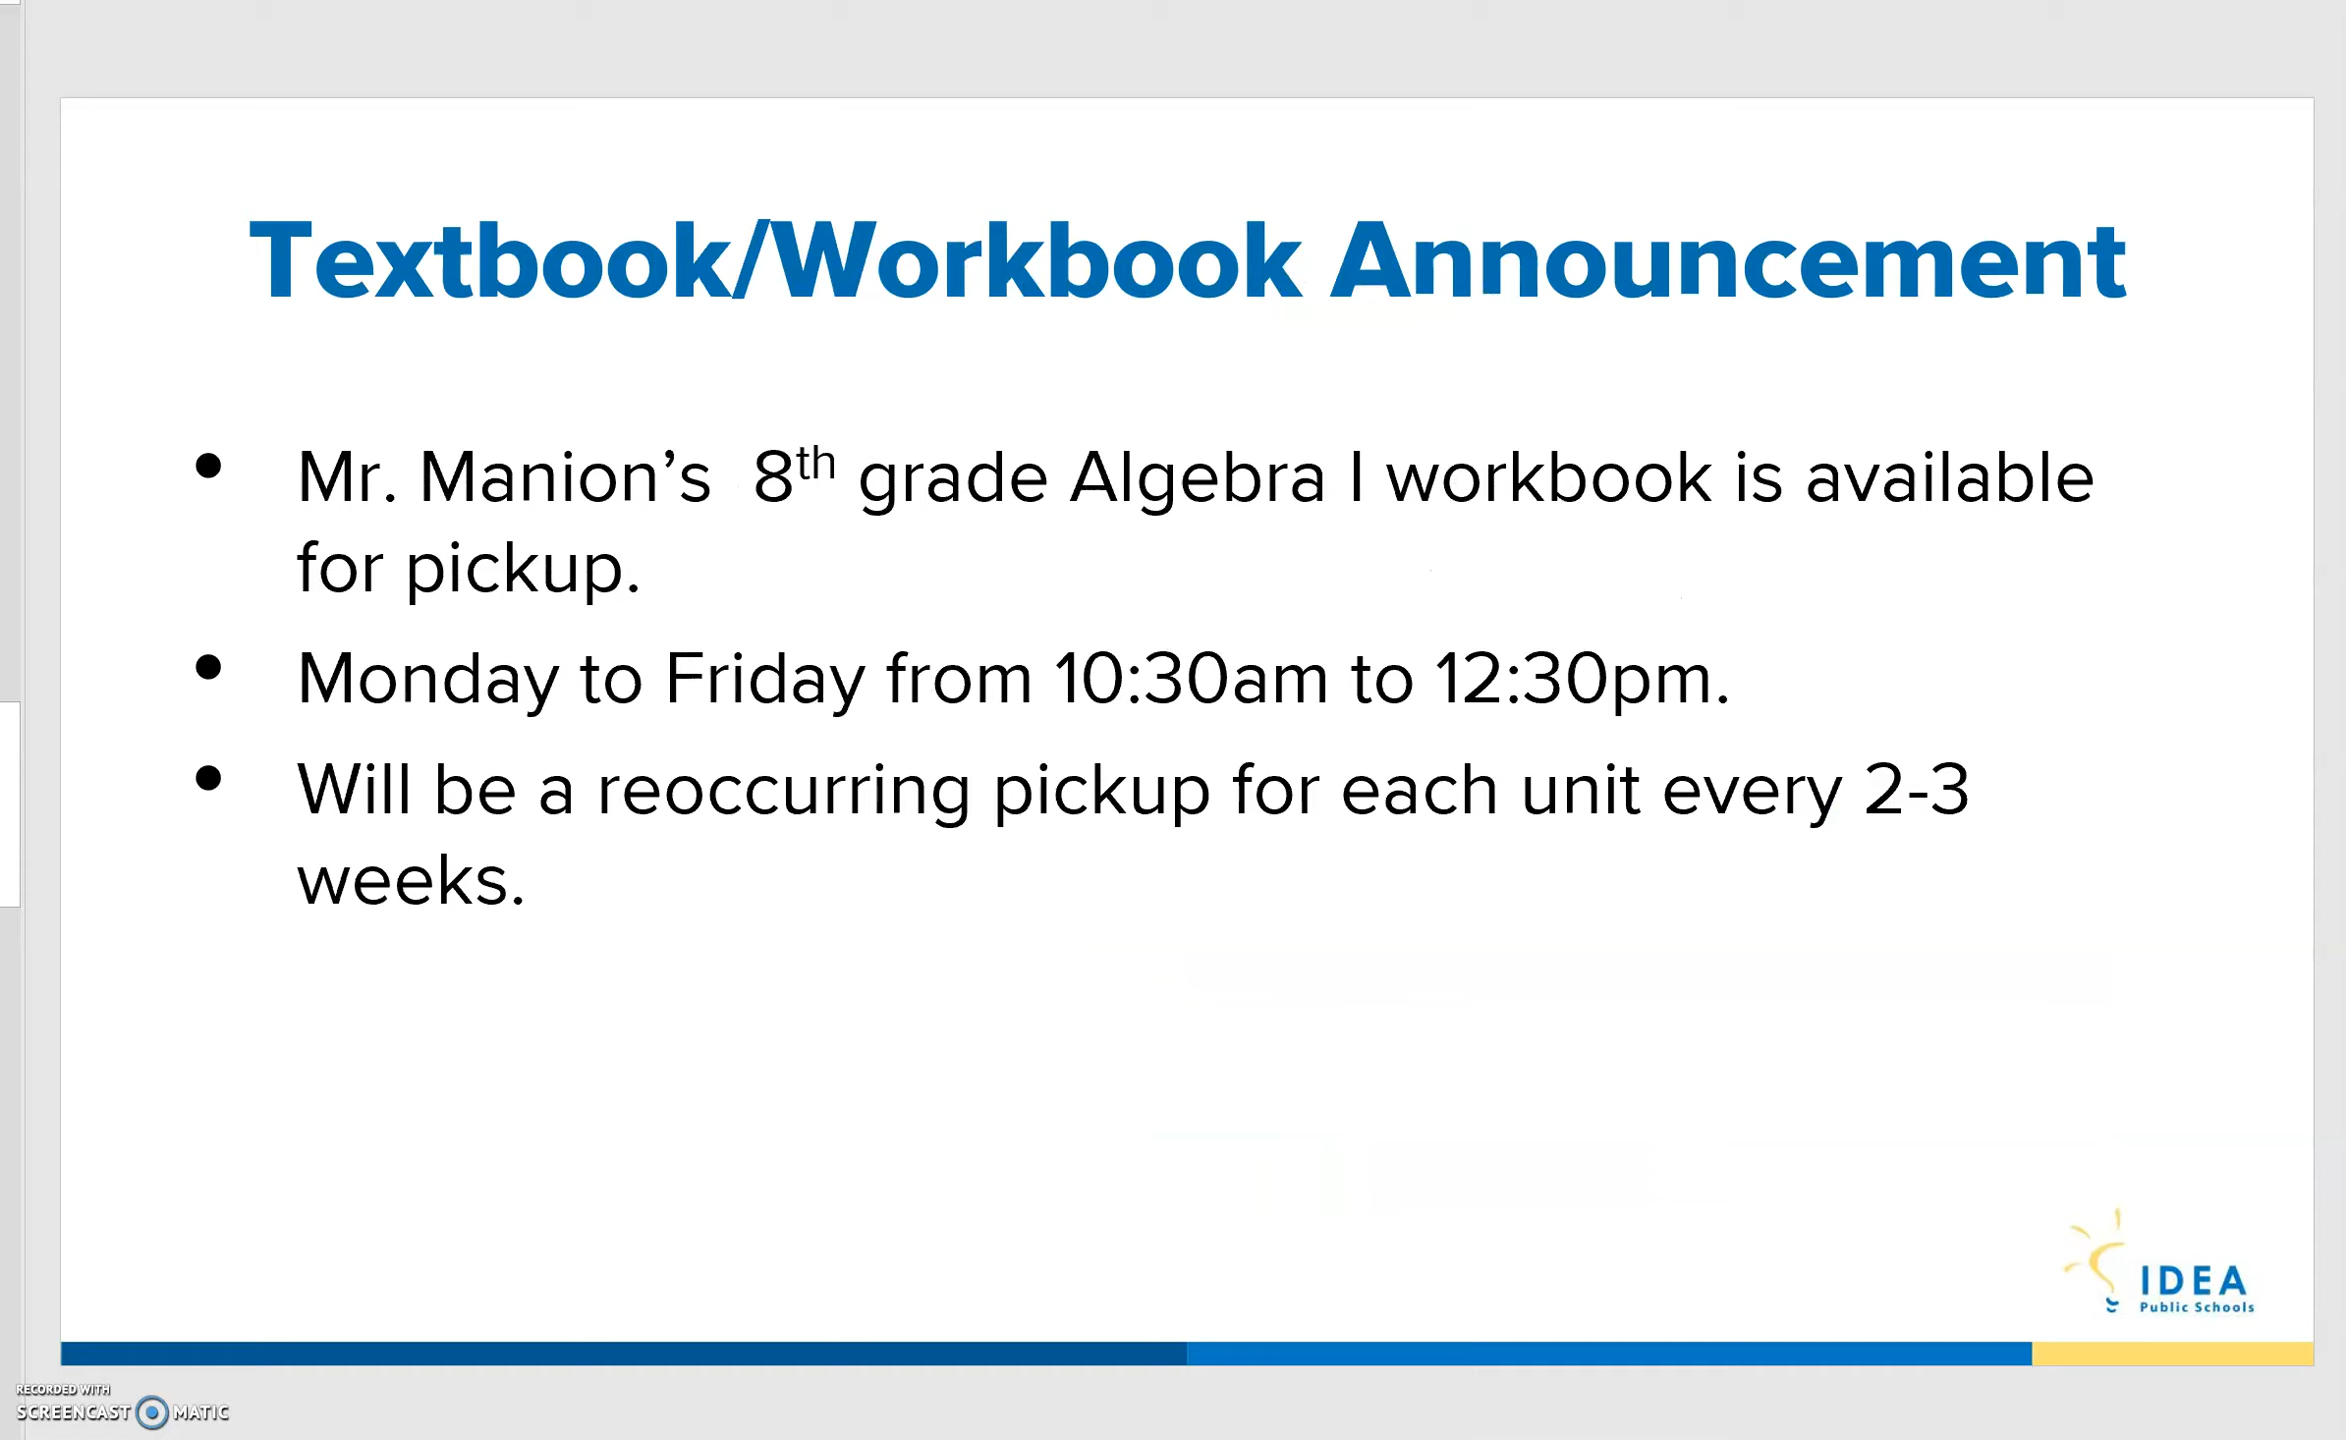 Textbook/Workbook Announcement
• Mr. Manion’s  8th grade Algebra I workbook is available
for pickup.
• Monday to Friday from 10:30am to 12:30pm.
• Will be a reoccurring pickup for each unit every 2-3
weeks.
IDEA
Public Schools
RECORDED WITH
SCREENCAST MATIC